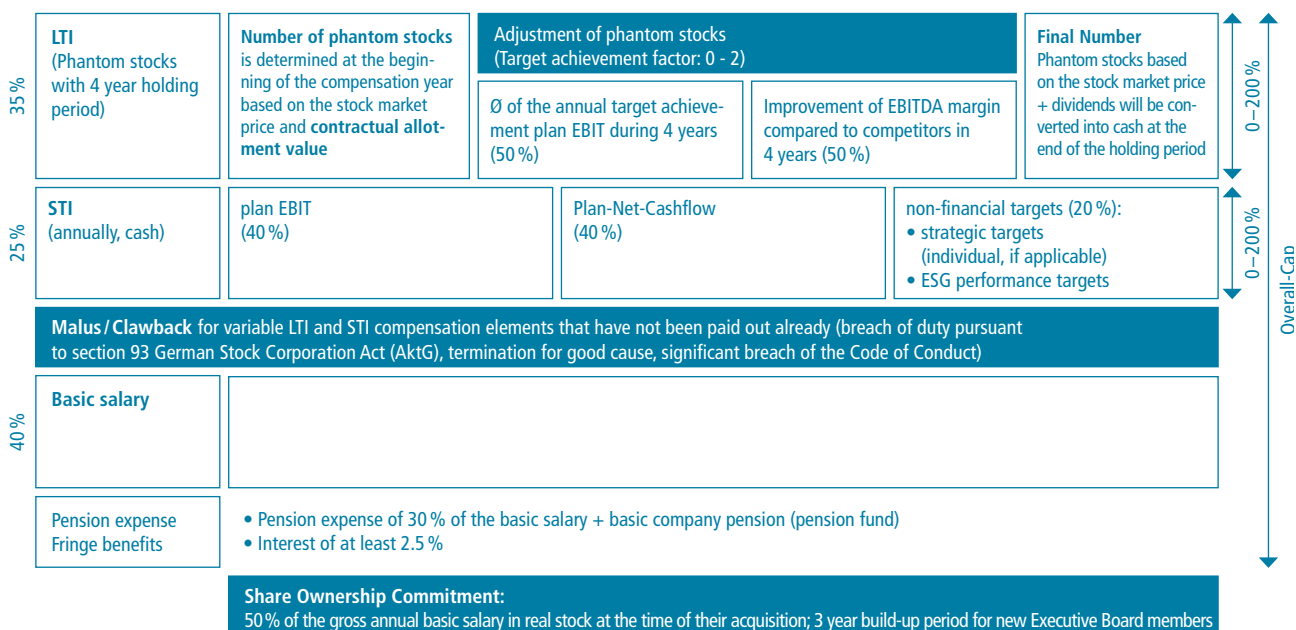 35 %
LTI
(Phantom stocks
with 4 year holding
period)
Number of phantom stocks
is determined at the begin-
ning of the compensation year
based on the stock market
price and contractual allot-
ment value
Adjustment of phantom stocks
(Target achievement factor: 0 - 2)
Ø of the annual target achieve-
ment plan EBIT during 4 years
(50 %)
Improvement of EBITDA margin
compared to competitors in
4 years (50 %)
Final Number
Phantom stocks based
on the stock market price
+ dividends will be con-
verted into cash at the
end of the holding period
0–200 %
25 %
STI
(annually, cash)
plan EBIT
(40 %)
Plan-Net-Cashflow
(40 %)
non-financial targets (20 %):
• strategic targets
(individual, if applicable)
• ESG performance targets
0–200 %
Overall-Cap
Malus / Clawback for variable LTI and STI compensation elements that have not been paid out already (breach of duty pursuant
to section 93 German Stock Corporation Act (AktG), termination for good cause, significant breach of the Code of Conduct)
40 %
Basic salary
Pension expense
Fringe benefits
• Pension expense of 30 % of the basic salary + basic company pension (pension fund)
• Interest of at least 2.5 %
Share Ownership Commitment:
50 % of the gross annual basic salary in real stock at the time of their acquisition; 3 year build-up period for new Executive Board members